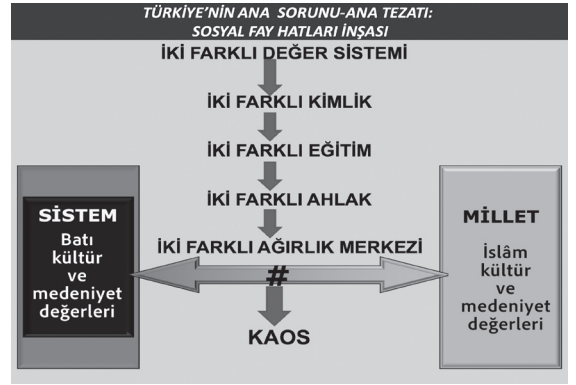 TÜRKİYE'NİN ANA SORUNU-ANA TEZATI:
SOSYAL FAY HATLARI İNŞASI
İKİ FARKLI DEĞER SİSTEMİ
İKİ FARKLI KİMLİK
İKİ FARKLI EĞİTİM
İKİ FARKLI AHLAK
İKİ FARKLI AĞIRLIK MERKEZİ
SİSTEM
Batı
kültür
ve
medeniyet
değerleri
#
KAOS
MİLLET
İslâm
kültür
ve
medeniyet
değerleri